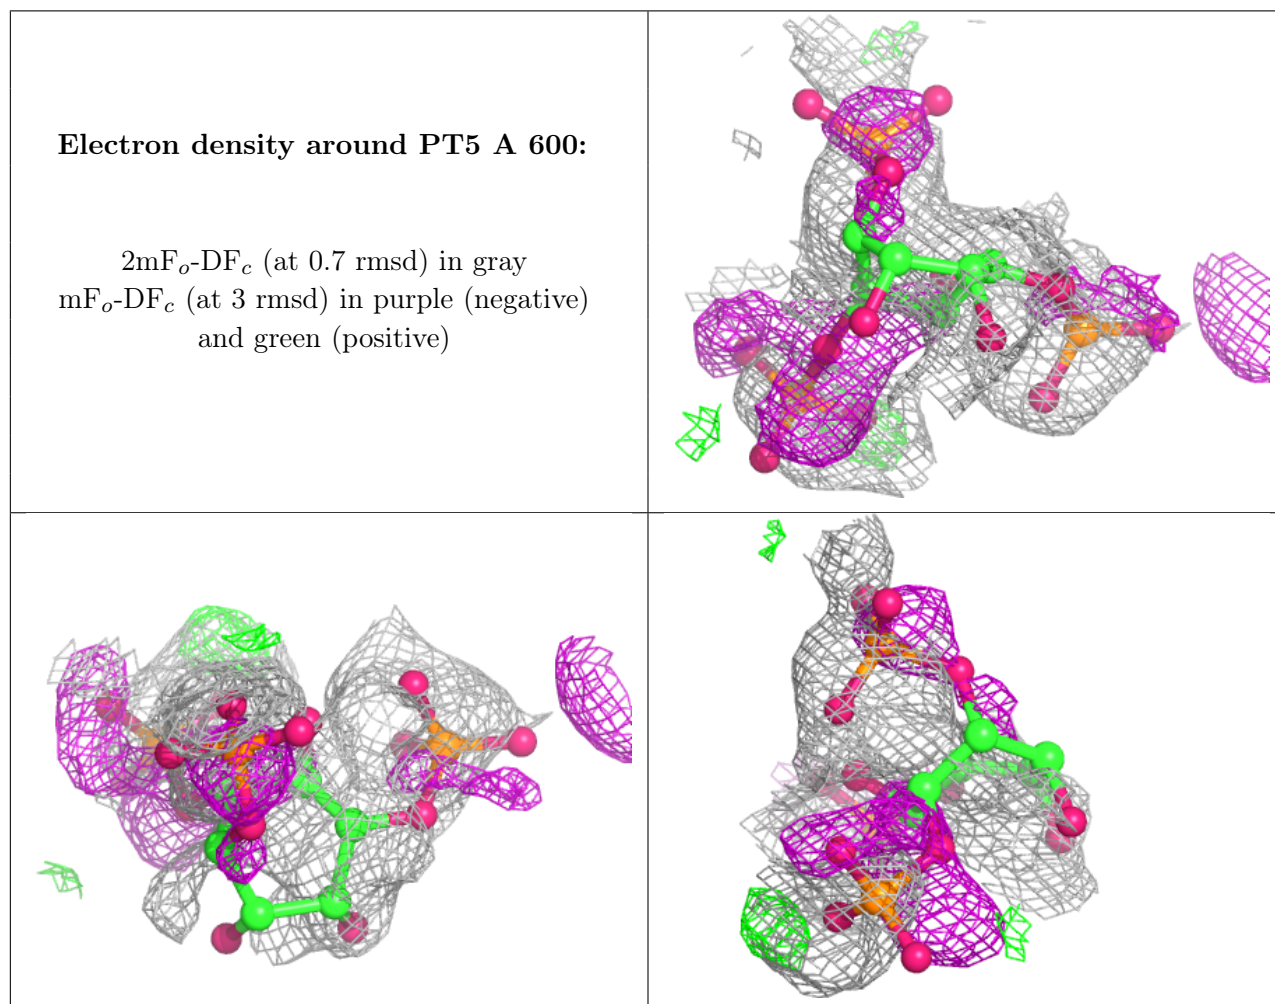 Electron density around PT5 A 600:
2mFo-DFc (at 0.7 rmsd) in gray
mFo-DFc (at 3 rmsd) in purple (negative)
and green (positive)